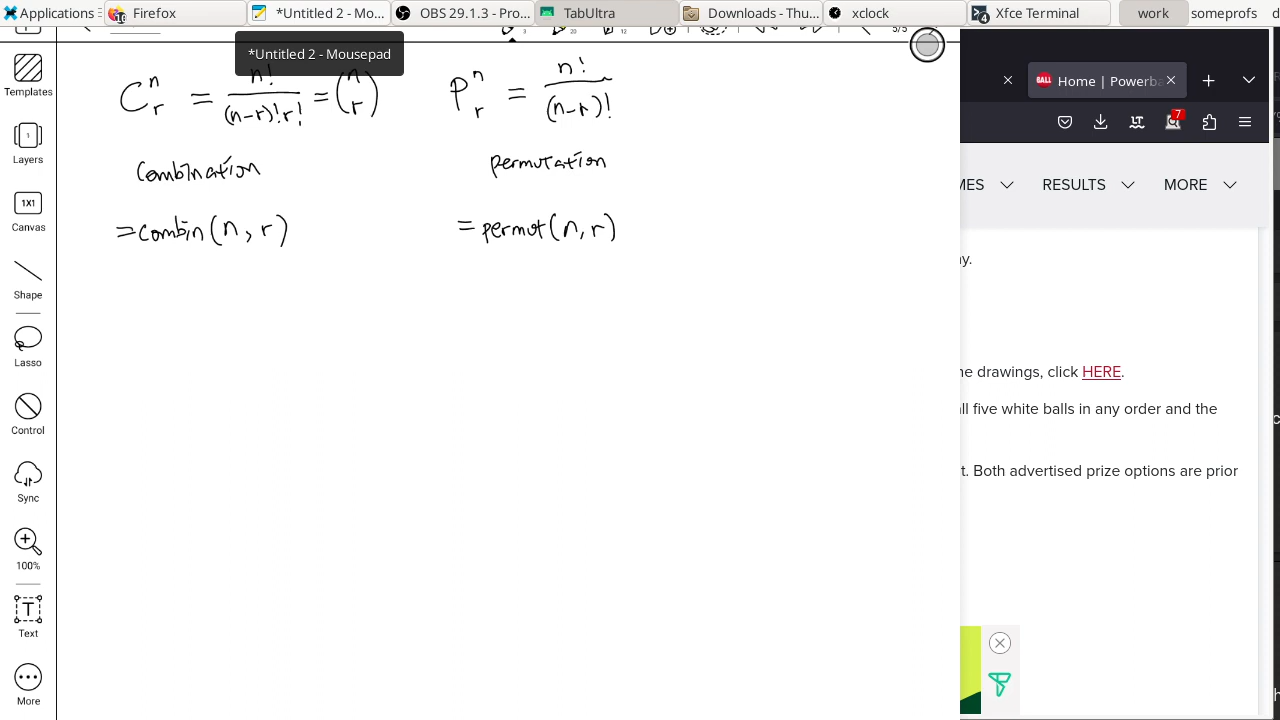 Applications
Firefox
*Untitled 2 - Mo...
OBS 29.1.3 - Pro...
TabUltra
Downloads - Thu...
xclock
Xfce Terminal
work
someprofs
*Untitled 2 - Mousepad
5/5
Templates
Layers
1X1
Canvas
Shape
Lasso
Control
Sync
100%
Text
More
C n r = n! / (n-r)!r! = (n r)
P n r = n! / (n-r)!
Combination
permutation
=combin(n, r)
=permut(n, r)
Home | Powerba
7
MES
RESULTS
MORE
ay.
he drawings, click HERE.
all five white balls in any order and the
t. Both advertised prize options are prior